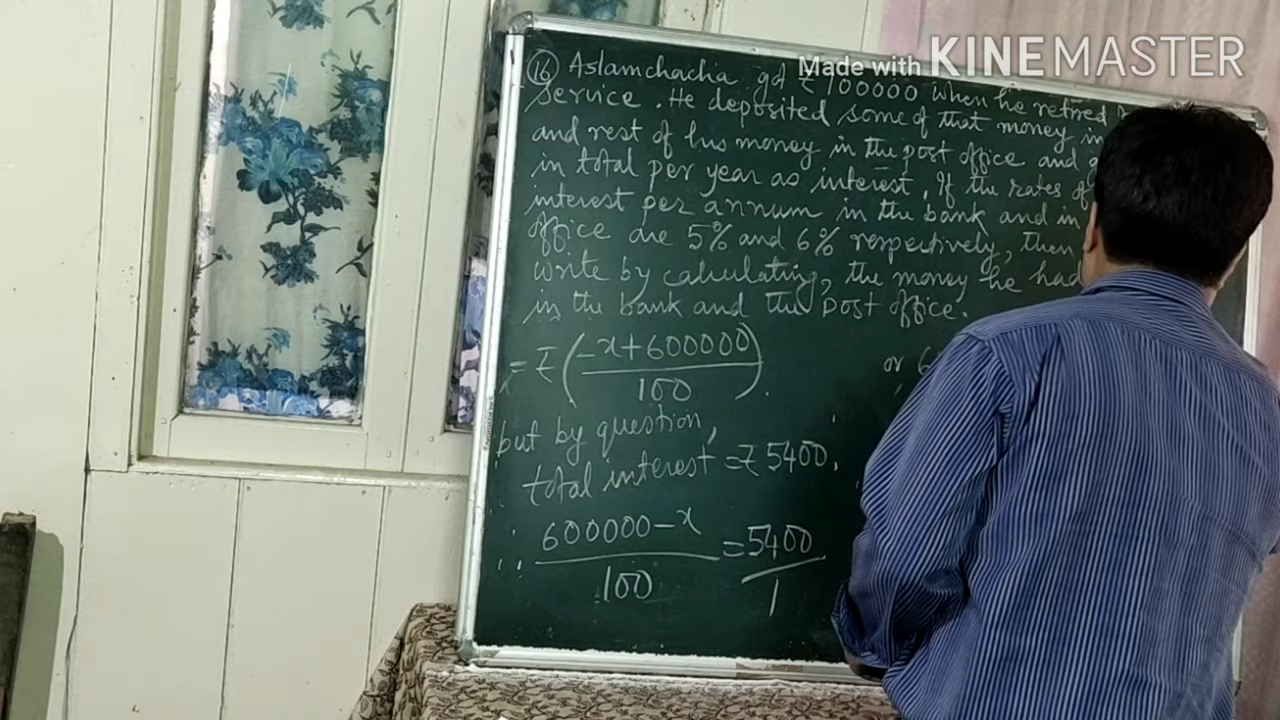 Made with KINEMASTER
(16) Aslamchacha got ₹ 100000 when he retired
service. He deposited some of that money in
and rest of his money in the post office and
in total per year as interest. If the rates of
interest per annum in the bank and in
office are 5% and 6% respectively, then
write by calculating, the money he had
in the bank and the post office.
= ₹ (-x+600000/100).
but by question,
total interest = ₹ 5400.
∴ 600000-x/100 = 5400/1
or, 6